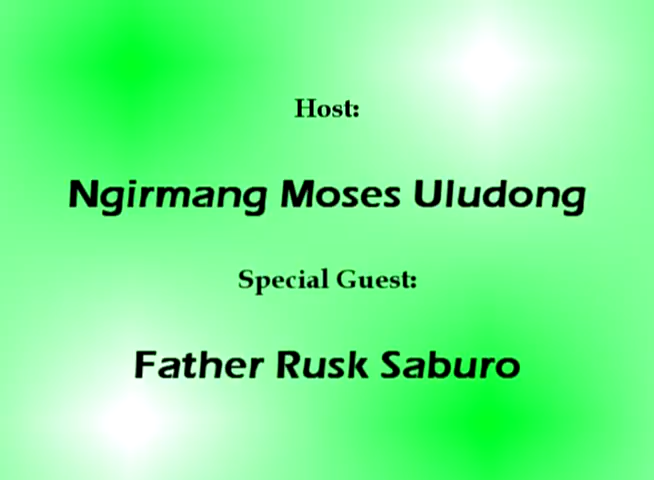 Host:
Ngirmang Moses Uludong
Special Guest:
Father Rusk Saburo